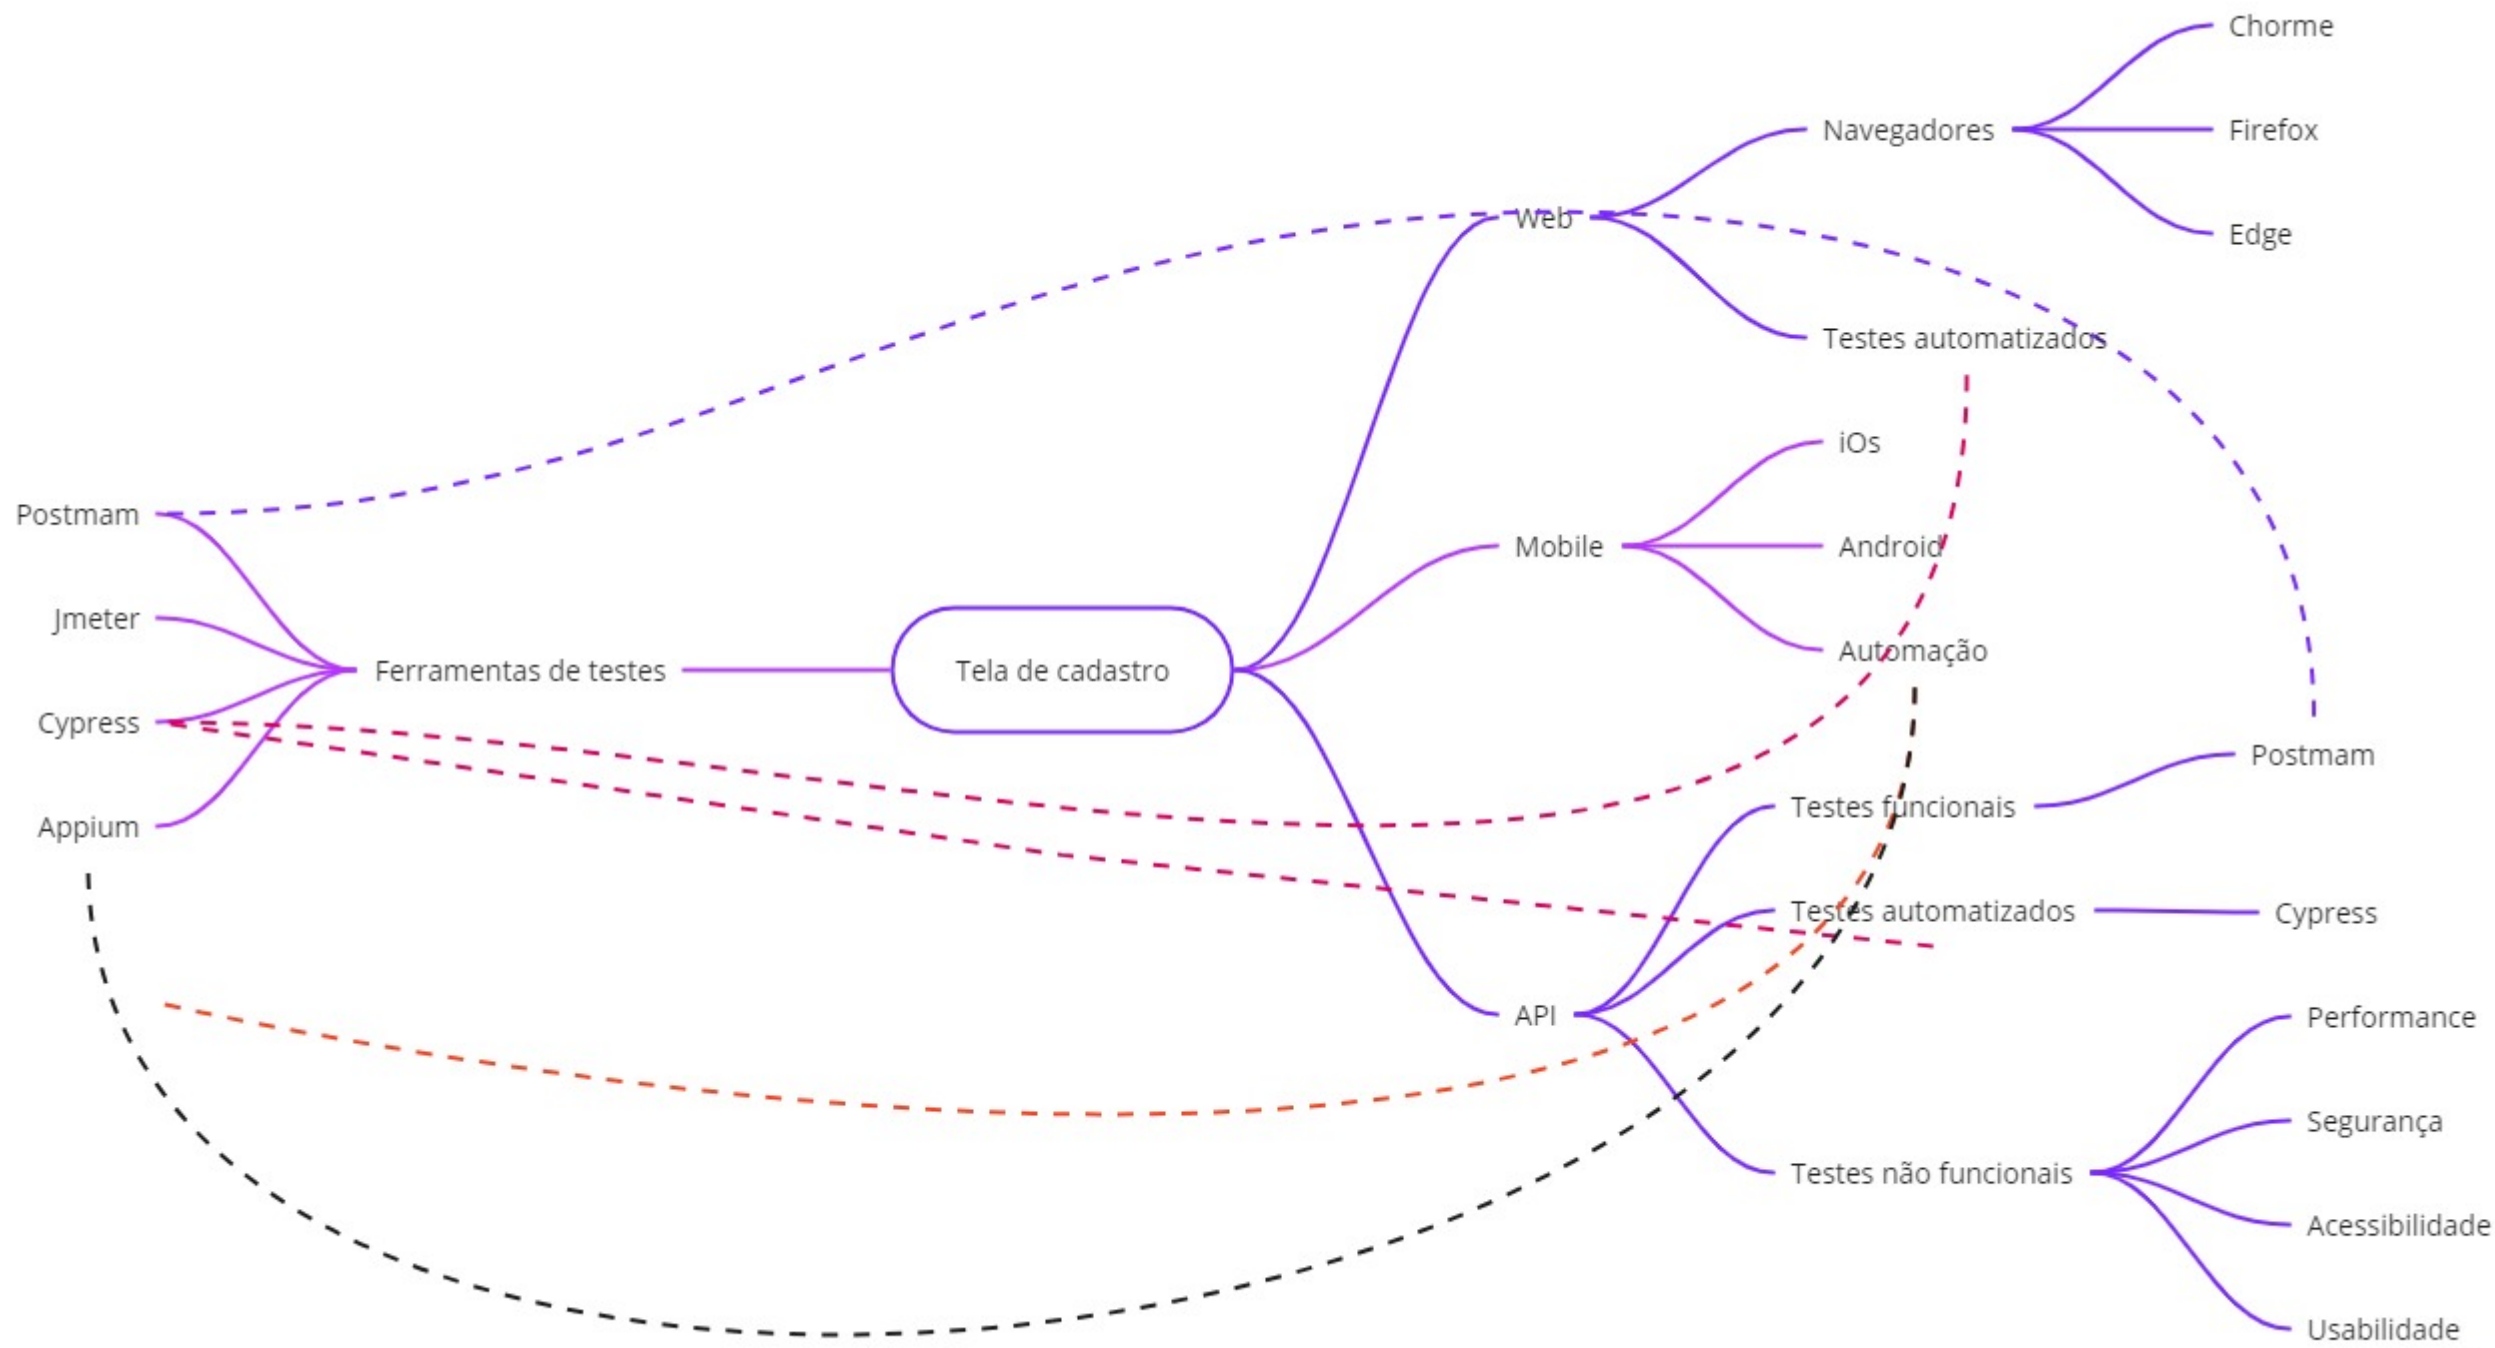 Postmam
Jmeter
Cypress
Appium
Ferramentas de testes
Tela de cadastro
Web
Navegadores
Chorme
Firefox
Edge
Testes automatizados
Mobile
iOs
Android
Automação
API
Testes funcionais
Postmam
Testes automatizados
Cypress
Testes não funcionais
Performance
Segurança
Acessibilidade
Usabilidade